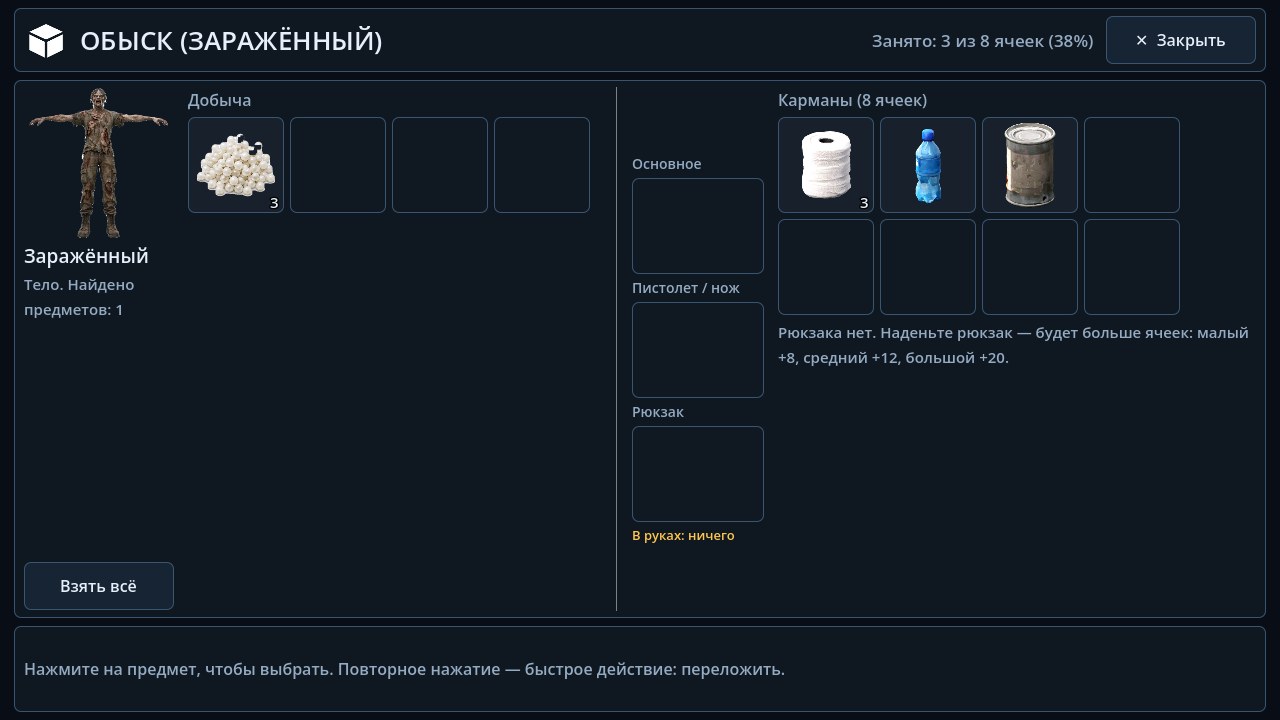 ОБЫСК (ЗАРАЖЁННЫЙ)
Занято: 3 из 8 ячеек (38%)
✕ Закрыть
Добыча
3
Заражённый
Тело. Найдено
предметов: 1
Взять всё
Основное
Пистолет / нож
Рюкзак
В руках: ничего
Карманы (8 ячеек)
3
Рюкзака нет. Наденьте рюкзак — будет больше ячеек: малый
+8, средний +12, большой +20.
Нажмите на предмет, чтобы выбрать. Повторное нажатие — быстрое действие: переложить.